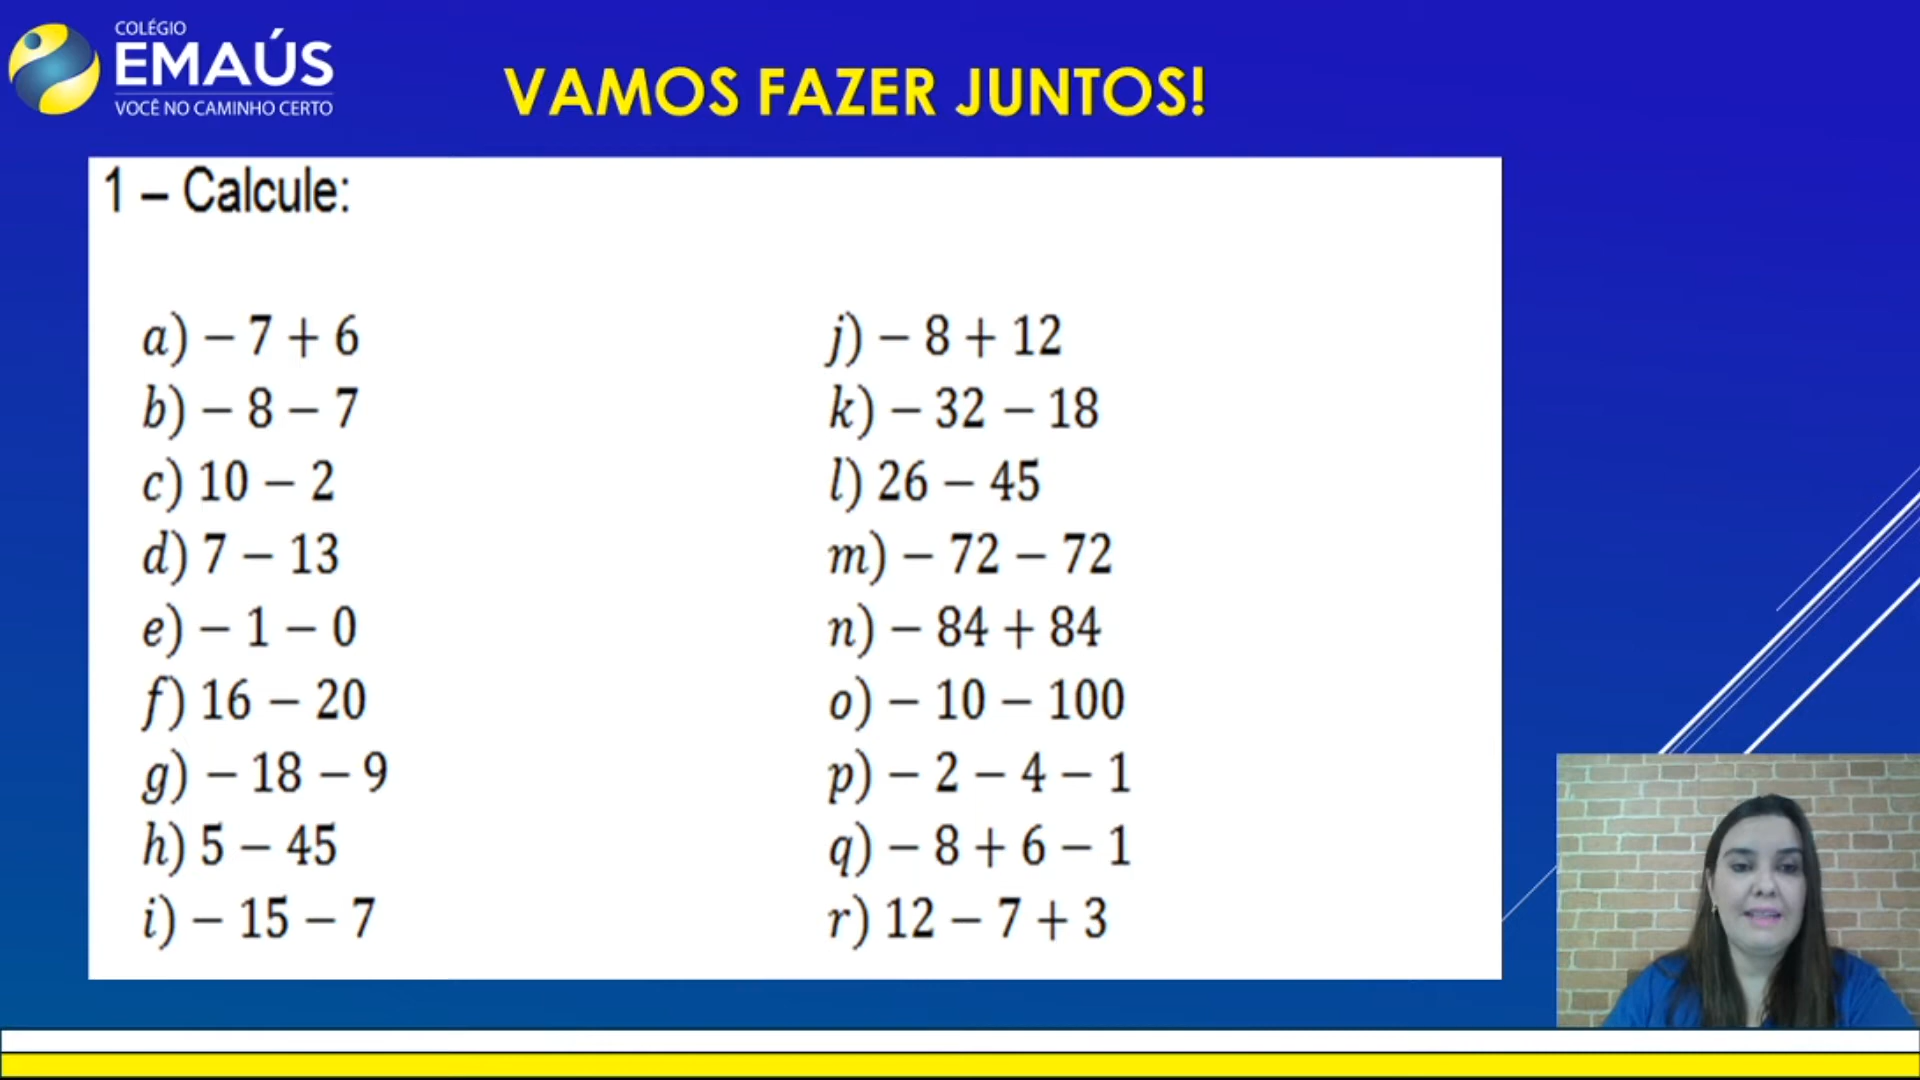 COLÉGIO
EMAÚS
VOCÊ NO CAMINHO CERTO
VAMOS FAZER JUNTOS!
1 – Calcule:
a) – 7 + 6
b) – 8 – 7
c) 10 – 2
d) 7 – 13
e) – 1 – 0
f) 16 – 20
g) – 18 – 9
h) 5 – 45
i) – 15 – 7
j) – 8 + 12
k) – 32 – 18
l) 26 – 45
m) – 72 – 72
n) – 84 + 84
o) – 10 – 100
p) – 2 – 4 – 1
q) – 8 + 6 – 1
r) 12 – 7 + 3